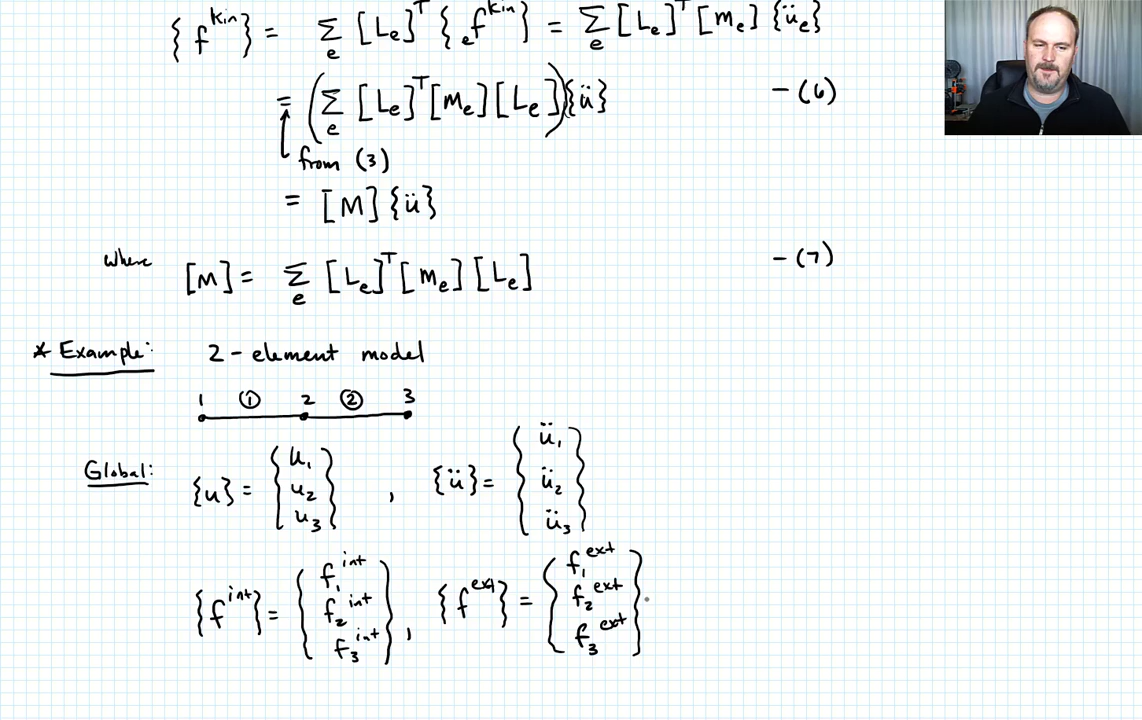 {f^kin} = Σ_e [L_e]^T {_e f^kin} = Σ_e [L_e]^T [m_e] {ü_e}
= (Σ_e [L_e]^T [m_e] [L_e]) {ü} - (6)
from (3)
= [M] {ü}
where [M] = Σ_e [L_e]^T [m_e] [L_e] - (7)
* Example: 2 - element model
1 ① 2 ② 3
Global: {u} = {u_1 u_2 u_3} , {ü} = {ü_1 ü_2 ü_3}
{f^int} = {f_1^int f_2^int f_3^int} , {f^ext} = {f_1^ext f_2^ext f_3^ext}